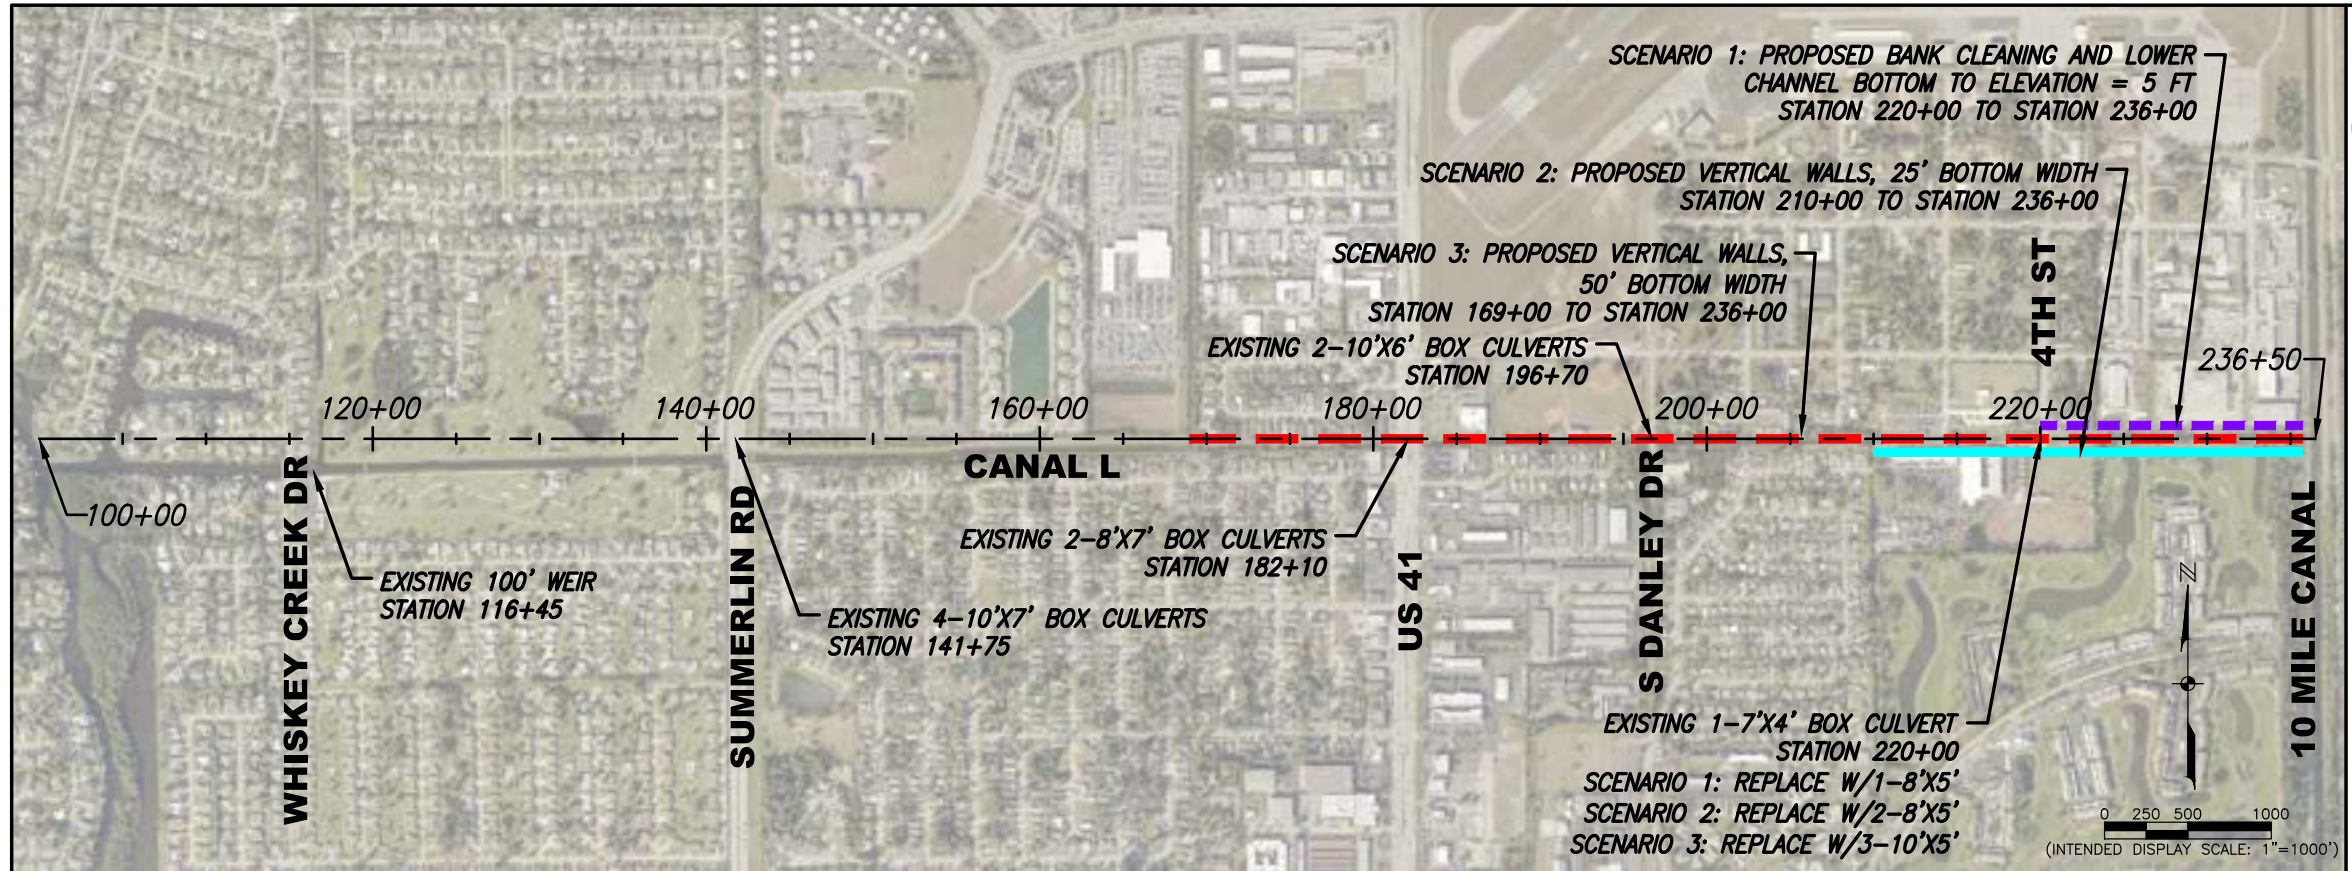 SCENARIO 1: PROPOSED BANK CLEANING AND LOWER
CHANNEL BOTTOM TO ELEVATION = 5 FT
STATION 220+00 TO STATION 236+00
SCENARIO 2: PROPOSED VERTICAL WALLS, 25' BOTTOM WIDTH
STATION 210+00 TO STATION 236+00
SCENARIO 3: PROPOSED VERTICAL WALLS,
50' BOTTOM WIDTH
STATION 169+00 TO STATION 236+00
4TH ST
EXISTING 2-10'X6' BOX CULVERTS
STATION 196+70
236+50
120+00
140+00
160+00
180+00
200+00
220+00
CANAL L
100+00
WHISKEY CREEK DR
EXISTING 100' WEIR
STATION 116+45
SUMMERLIN RD
EXISTING 4-10'X7' BOX CULVERTS
STATION 141+75
EXISTING 2-8'X7' BOX CULVERTS
STATION 182+10
US 41
S DANLEY DR
10 MILE CANAL
N
EXISTING 1-7'X4' BOX CULVERT
STATION 220+00
SCENARIO 1: REPLACE W/1-8'X5'
SCENARIO 2: REPLACE W/2-8'X5'
SCENARIO 3: REPLACE W/3-10'X5'
0 250 500 1000
(INTENDED DISPLAY SCALE: 1"=1000')